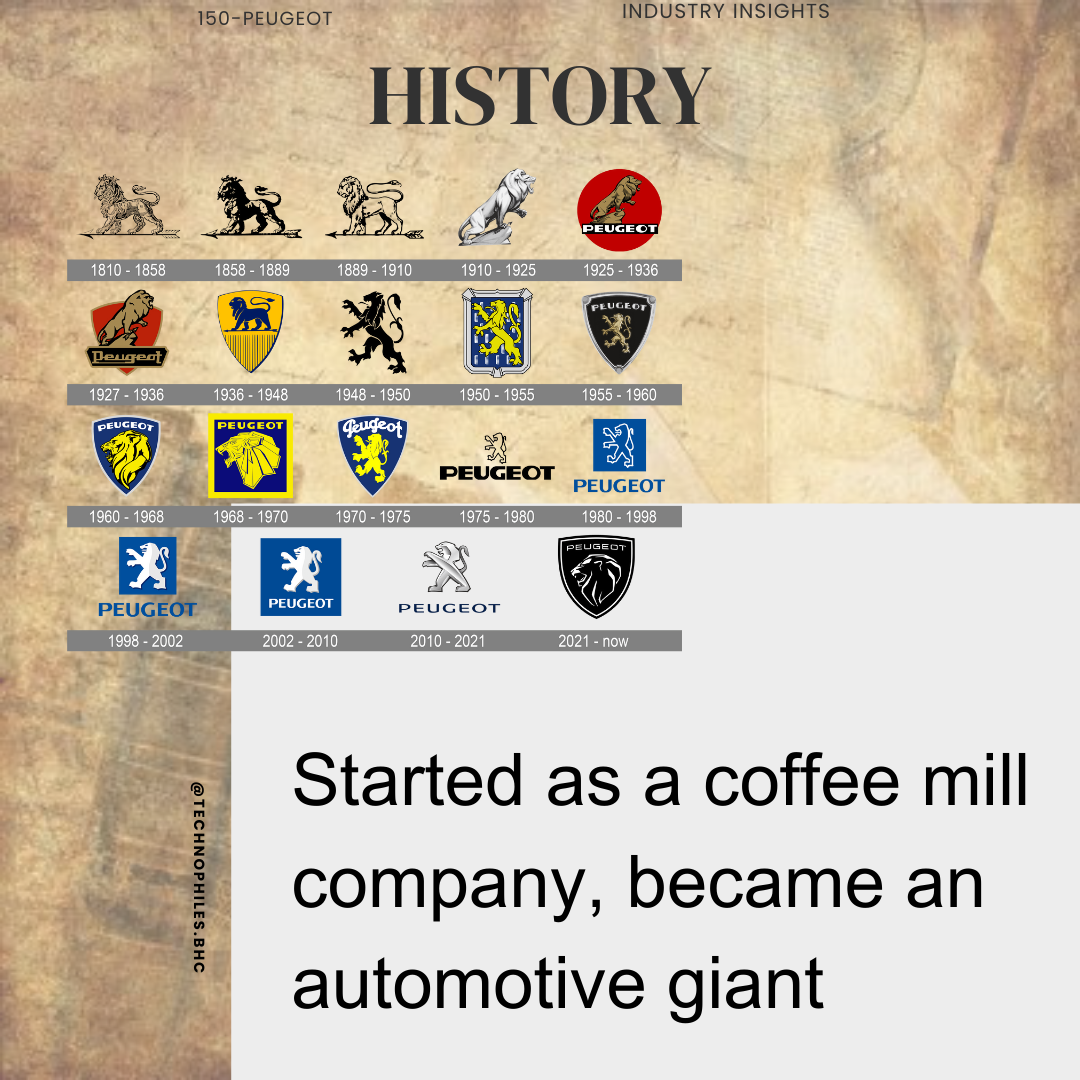 150-PEUGEOT
INDUSTRY INSIGHTS
HISTORY
PEUGEOT
1810 - 1858 1858 - 1889 1889 - 1910 1910 - 1925 1925 - 1936
Peugeot
PEUGEOT
1927 - 1936 1936 - 1948 1948 - 1950 1950 - 1955 1955 - 1960
PEUGEOT PEUGEOT Peugeot PEUGEOT PEUGEOT
1960 - 1968 1968 - 1970 1970 - 1975 1975 - 1980 1980 - 1998
PEUGEOT PEUGEOT PEUGEOT PEUGEOT
1998 - 2002 2002 - 2010 2010 - 2021 2021 - now
Started as a coffee mill
company, became an
automotive giant
@TECHNOPHILES.BHC